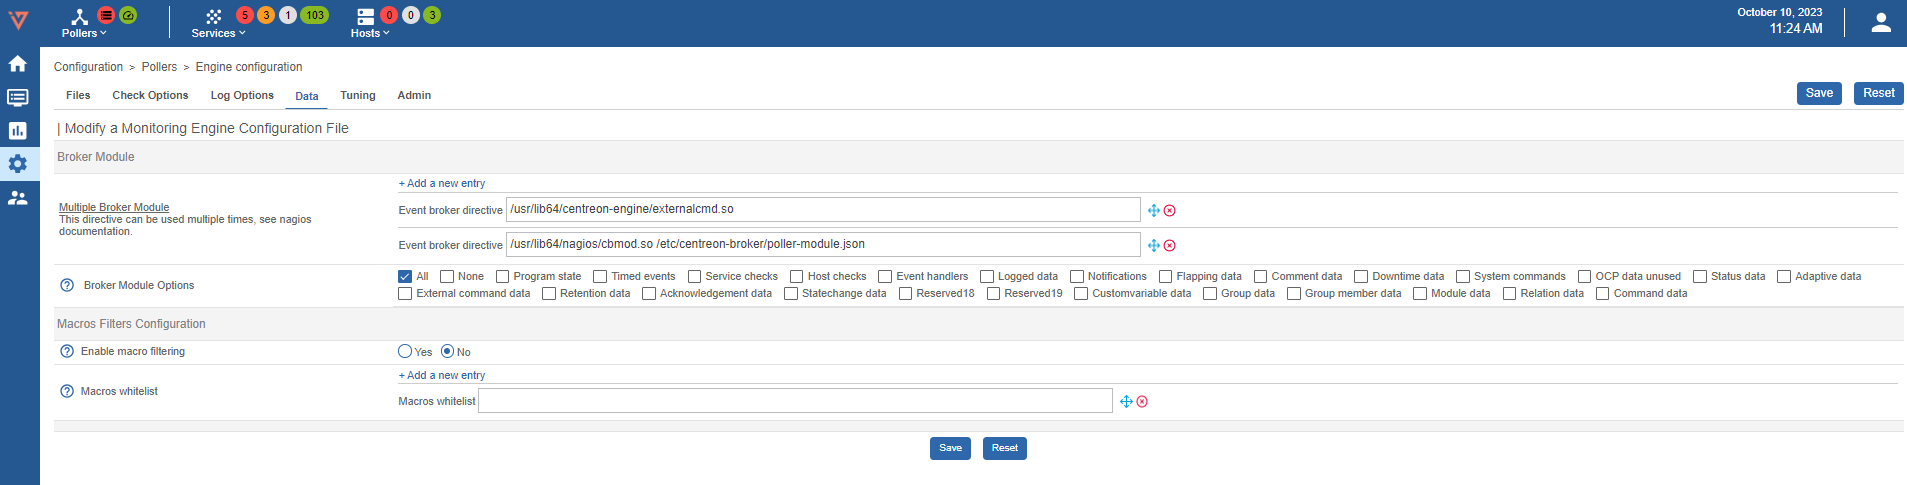 5 3 1 103
0 0 3
October 10, 2023
Pollers
Services
Hosts
11:24 AM
Configuration > Pollers > Engine configuration
Files Check Options Log Options Data Tuning Admin
Save Reset
| Modify a Monitoring Engine Configuration File
Broker Module
+ Add a new entry
Multiple Broker Module
This directive can be used multiple times, see nagios
documentation.
Event broker directive /usr/lib64/centreon-engine/externalcmd.so
Event broker directive /usr/lib64/nagios/cbmod.so /etc/centreon-broker/poller-module.json
Broker Module Options
All None Program state Timed events Service checks Host checks Event handlers Logged data Notifications Flapping data Comment data Downtime data System commands OCP data unused Status data Adaptive data
External command data Retention data Acknowledgement data Statechange data Reserved18 Reserved19 Customvariable data Group data Group member data Module data Relation data Command data
Macros Filters Configuration
Enable macro filtering Yes No
+ Add a new entry
Macros whitelist
Macros whitelist
Save Reset